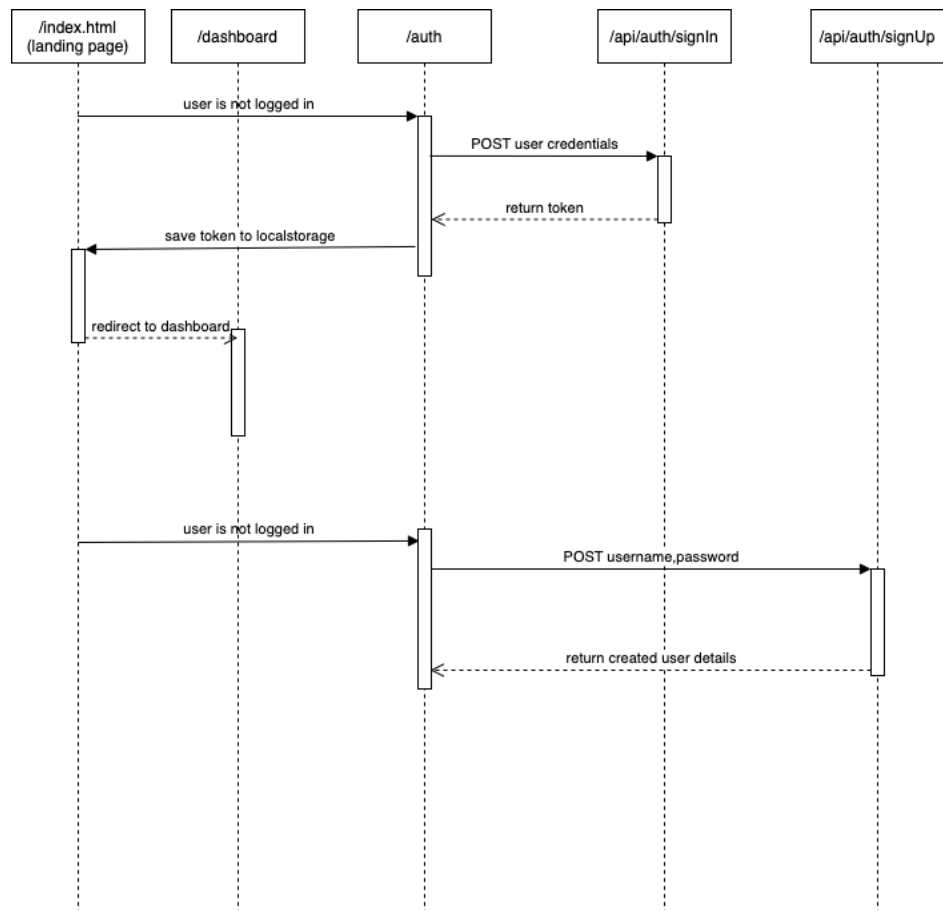 /index.html
(landing page)
/dashboard
/auth
/api/auth/signIn
/api/auth/signUp
user is not logged in
POST user credentials
return token
save token to localstorage
redirect to dashboard
user is not logged in
POST username,password
return created user details